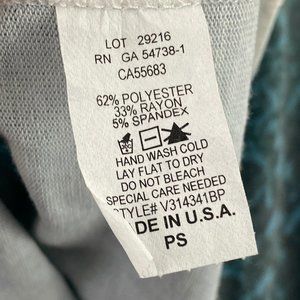 LOT 29216
RN GA 54738-1
CA55683
62% POLYESTER
33% RAYON
5% SPANDEX
HAND WASH COLD
LAY FLAT TO DRY
DO NOT BLEACH
SPECIAL CARE NEEDED
STYLE# V314341BP
DE IN U.S.A.
PS